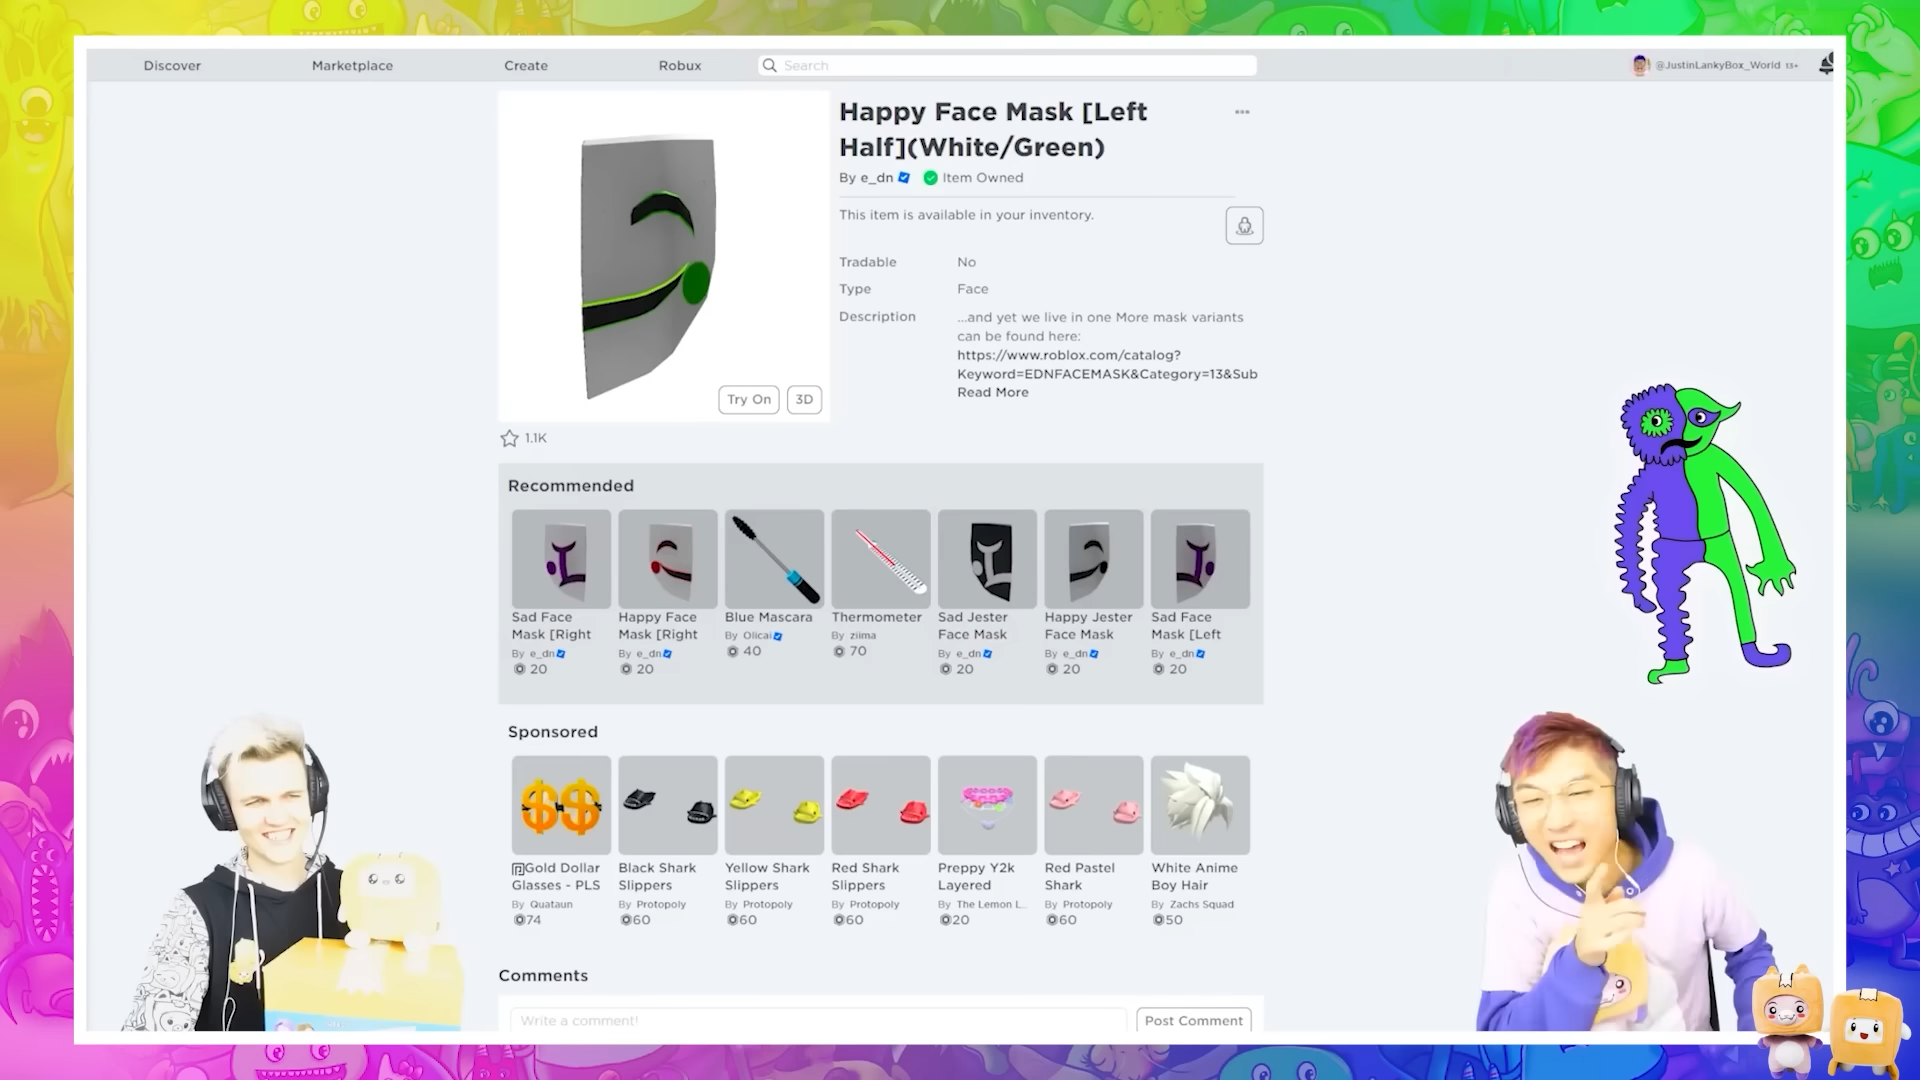 Discover
Marketplace
Create
Robux
Search
@JustinLankyBox_World 13+
Happy Face Mask [Left
Half](White/Green)
By e_dn
Item Owned
This item is available in your inventory.
Tradable
No
Type
Face
Description
...and yet we live in one More mask variants
can be found here:
https://www.roblox.com/catalog?
Keyword=EDNFACEMASK&Category=13&Sub
Read More
Try On
3D
1.1K
Recommended
Sad Face
Mask [Right
By e_dn
20
Happy Face
Mask [Right
By e_dn
20
Blue Mascara
By Olicai
40
Thermometer
By ziima
70
Sad Jester
Face Mask
By e_dn
20
Happy Jester
Face Mask
By e_dn
20
Sad Face
Mask [Left
By e_dn
20
Sponsored
Gold Dollar
Glasses - PLS
By Quataun
74
Black Shark
Slippers
By Protopoly
60
Yellow Shark
Slippers
By Protopoly
60
Red Shark
Slippers
By Protopoly
60
Preppy Y2k
Layered
By The Lemon L...
20
Red Pastel
Shark
By Protopoly
60
White Anime
Boy Hair
By Zachs Squad
50
Comments
Write a comment!
Post Comment